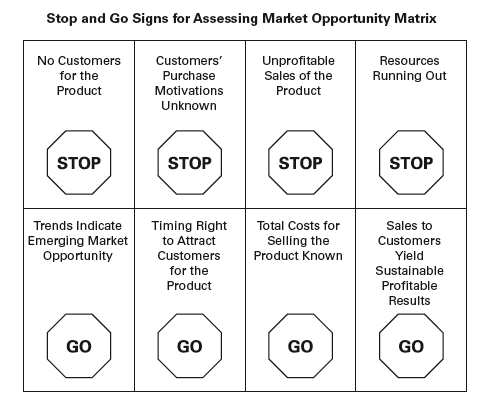 Stop and Go Signs for Assessing Market Opportunity Matrix
No Customers
for the
Product
STOP
Customers'
Purchase
Motivations
Unknown
STOP
Unprofitable
Sales of the
Product
STOP
Resources
Running Out
STOP
Trends Indicate
Emerging Market
Opportunity
GO
Timing Right
to Attract
Customers
for the
Product
GO
Total Costs for
Selling the
Product Known
GO
Sales to
Customers
Yield
Sustainable
Profitable
Results
GO